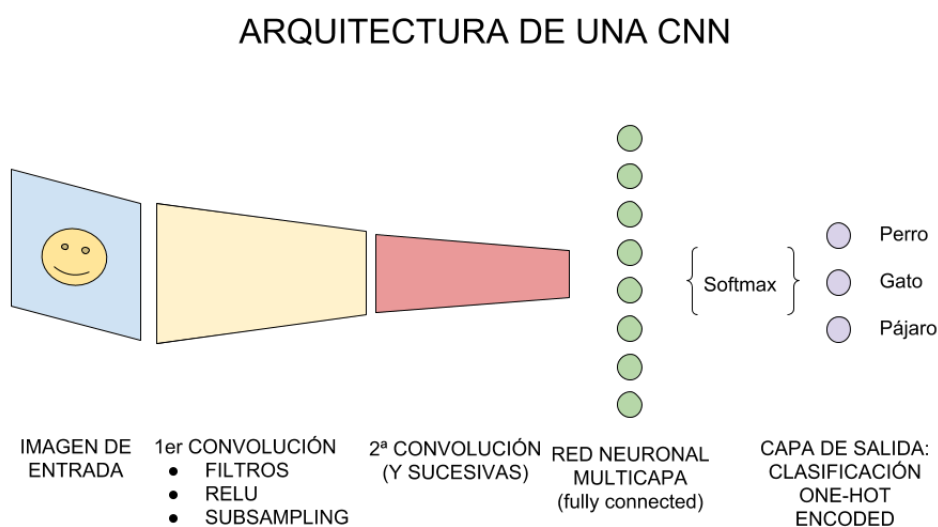 ARQUITECTURA DE UNA CNN
Perro
Gato
Pájaro
Softmax
IMAGEN DE
ENTRADA
1er CONVOLUCIÓN
● FILTROS
● RELU
● SUBSAMPLING
2ª CONVOLUCIÓN
(Y SUCESIVAS)
RED NEURONAL
MULTICAPA
(fully connected)
CAPA DE SALIDA:
CLASIFICACIÓN
ONE-HOT
ENCODED